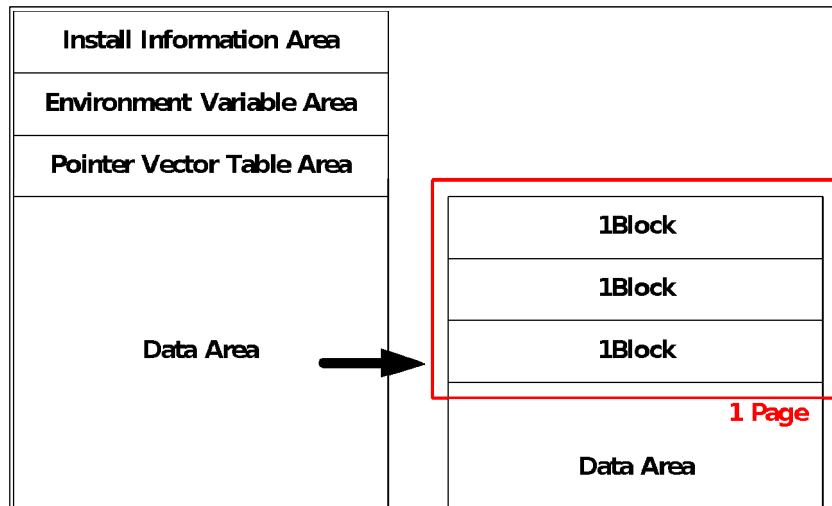 Install Information Area
Environment Variable Area
Pointer Vector Table Area
Data Area
1Block
1Block
1Block
1 Page
Data Area